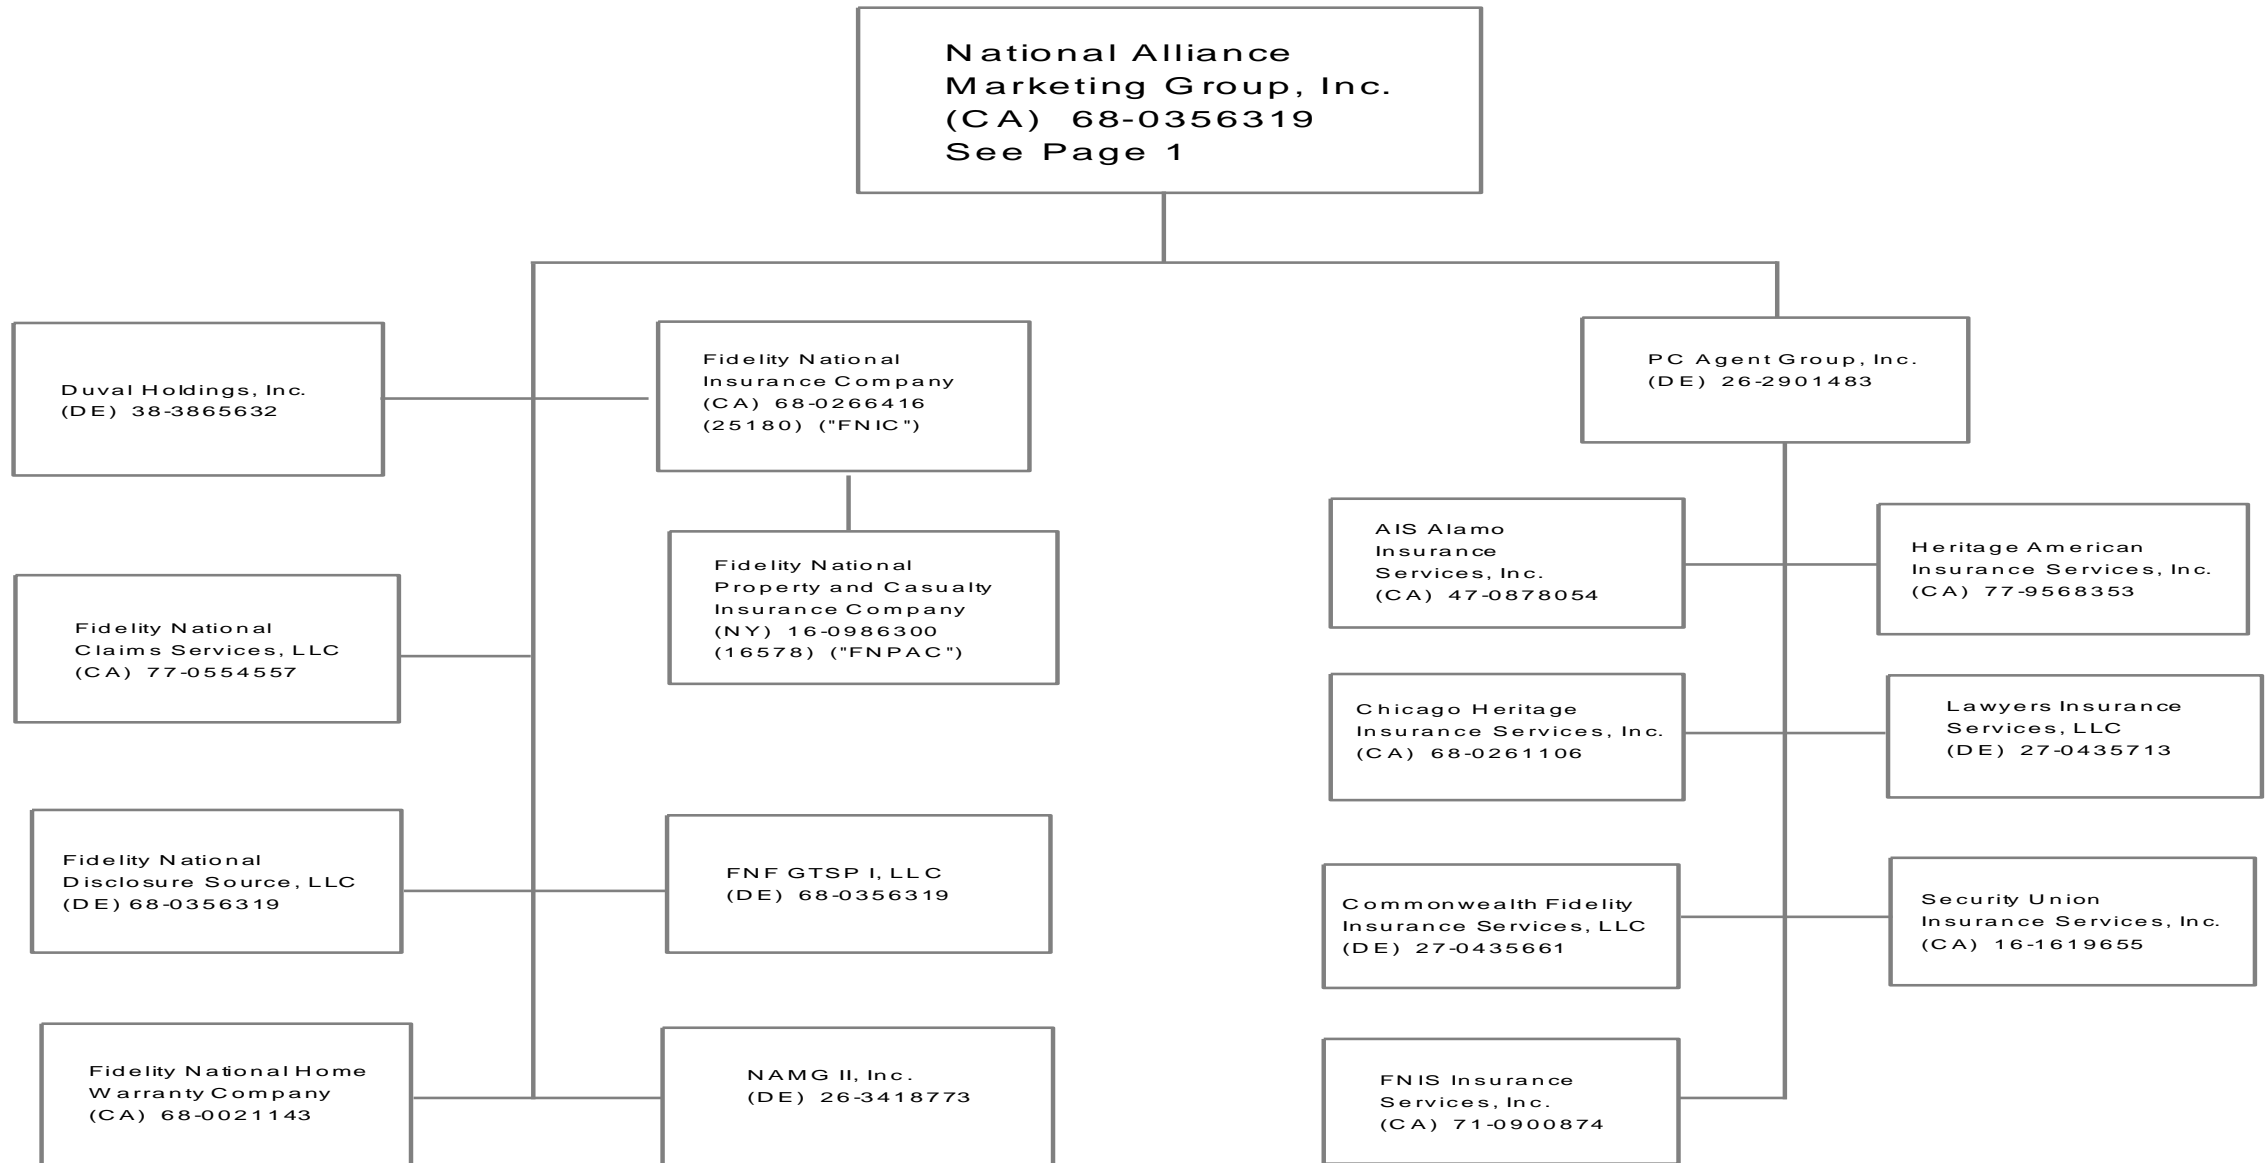 National Alliance
Marketing Group, Inc.
(CA) 68-0356319
See Page 1
Duval Holdings, Inc.
(DE) 38-3865632
Fidelity National
Insurance Company
(CA) 68-0266416
(25180) ("FNIC")
PC Agent Group, Inc.
(DE) 26-2901483
Fidelity National
Property and Casualty
Insurance Company
(NY) 16-0986300
(16578) ("FNPAC")
AIS Alamo
Insurance
Services, Inc.
(CA) 47-0878054
Heritage American
Insurance Services, Inc.
(CA) 77-9568353
Fidelity National
Claims Services, LLC
(CA) 77-0554557
Chicago Heritage
Insurance Services, Inc.
(CA) 68-0261106
Lawyers Insurance
Services, LLC
(DE) 27-0435713
Fidelity National
Disclosure Source, LLC
(DE) 68-0356319
FNF GTSP I, LLC
(DE) 68-0356319
Commonwealth Fidelity
Insurance Services, LLC
(DE) 27-0435661
Security Union
Insurance Services, Inc.
(CA) 16-1619655
Fidelity National Home
Warranty Company
(CA) 68-0021143
NAMG II, Inc.
(DE) 26-3418773
FNIS Insurance
Services, Inc.
(CA) 71-0900874